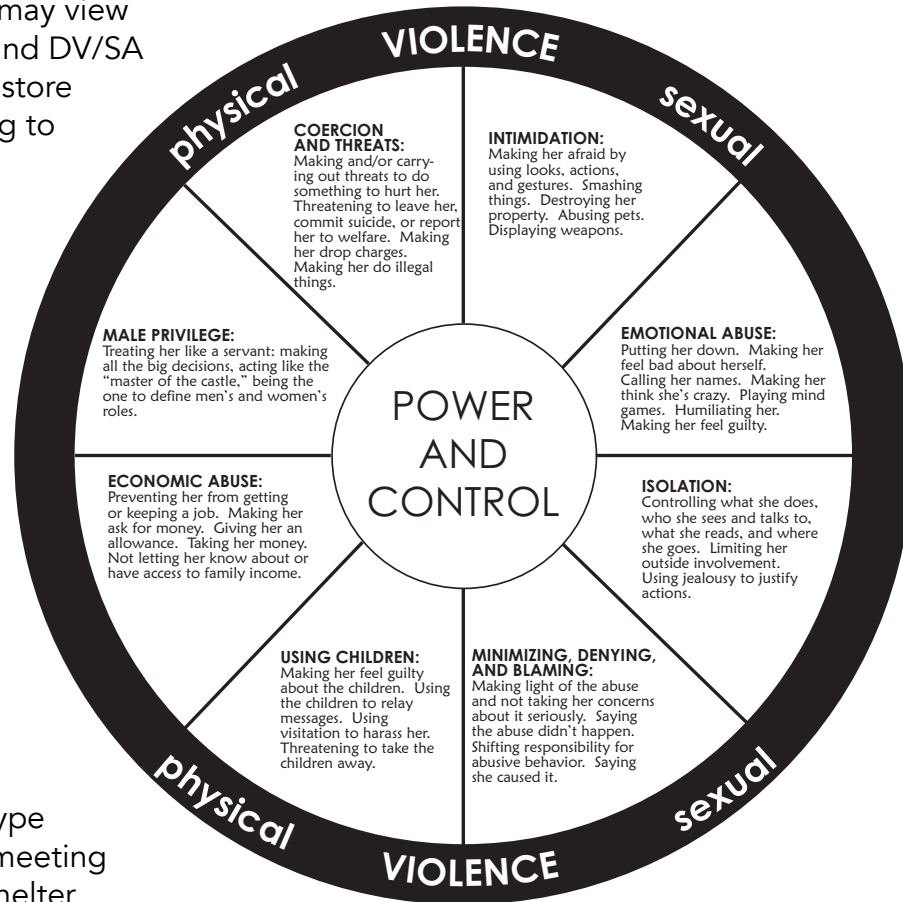 may view
nd DV/SA
store
g to
physical
VIOLENCE
sexual
COERCION
AND THREATS:
Making and/or carry-
ing out threats to do
something to hurt her.
Threatening to leave her,
commit suicide, or report
her to welfare. Making
her drop charges.
Making her do illegal
things.
INTIMIDATION:
Making her afraid by
using looks, actions,
and gestures. Smashing
things. Destroying her
property. Abusing pets.
Displaying weapons.
MALE PRIVILEGE:
Treating her like a servant: making
all the big decisions, acting like the
“master of the castle,” being the
one to define men’s and women’s
roles.
EMOTIONAL ABUSE:
Putting her down. Making her
feel bad about herself.
Calling her names. Making her
think she’s crazy. Playing mind
games. Humiliating her.
Making her feel guilty.
POWER
AND
CONTROL
ECONOMIC ABUSE:
Preventing her from getting
or keeping a job. Making her
ask for money. Giving her an
allowance. Taking her money.
Not letting her know about or
have access to family income.
ISOLATION:
Controlling what she does,
who she sees and talks to,
what she reads, and where
she goes. Limiting her
outside involvement.
Using jealousy to justify
actions.
USING CHILDREN:
Making her feel guilty
about the children. Using
the children to relay
messages. Using
visitation to harass her.
Threatening to take the
children away.
MINIMIZING, DENYING,
AND BLAMING:
Making light of the abuse
and not taking her concerns
about it seriously. Saying
the abuse didn’t happen.
Shifting responsibility for
abusive behavior. Saying
she caused it.
physical
VIOLENCE
sexual
ype
meeting
helter